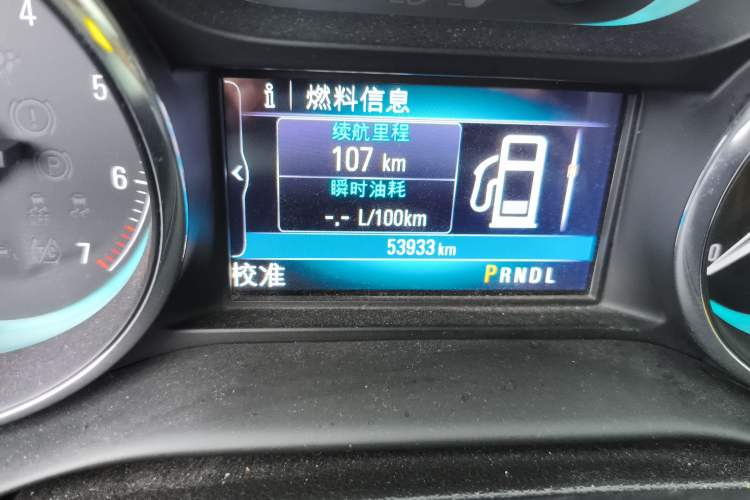 4
5
6
7
i 燃料信息
续航里程
107 km
瞬时油耗
-.- L/100km
53933 km
校准
PRNDL
0